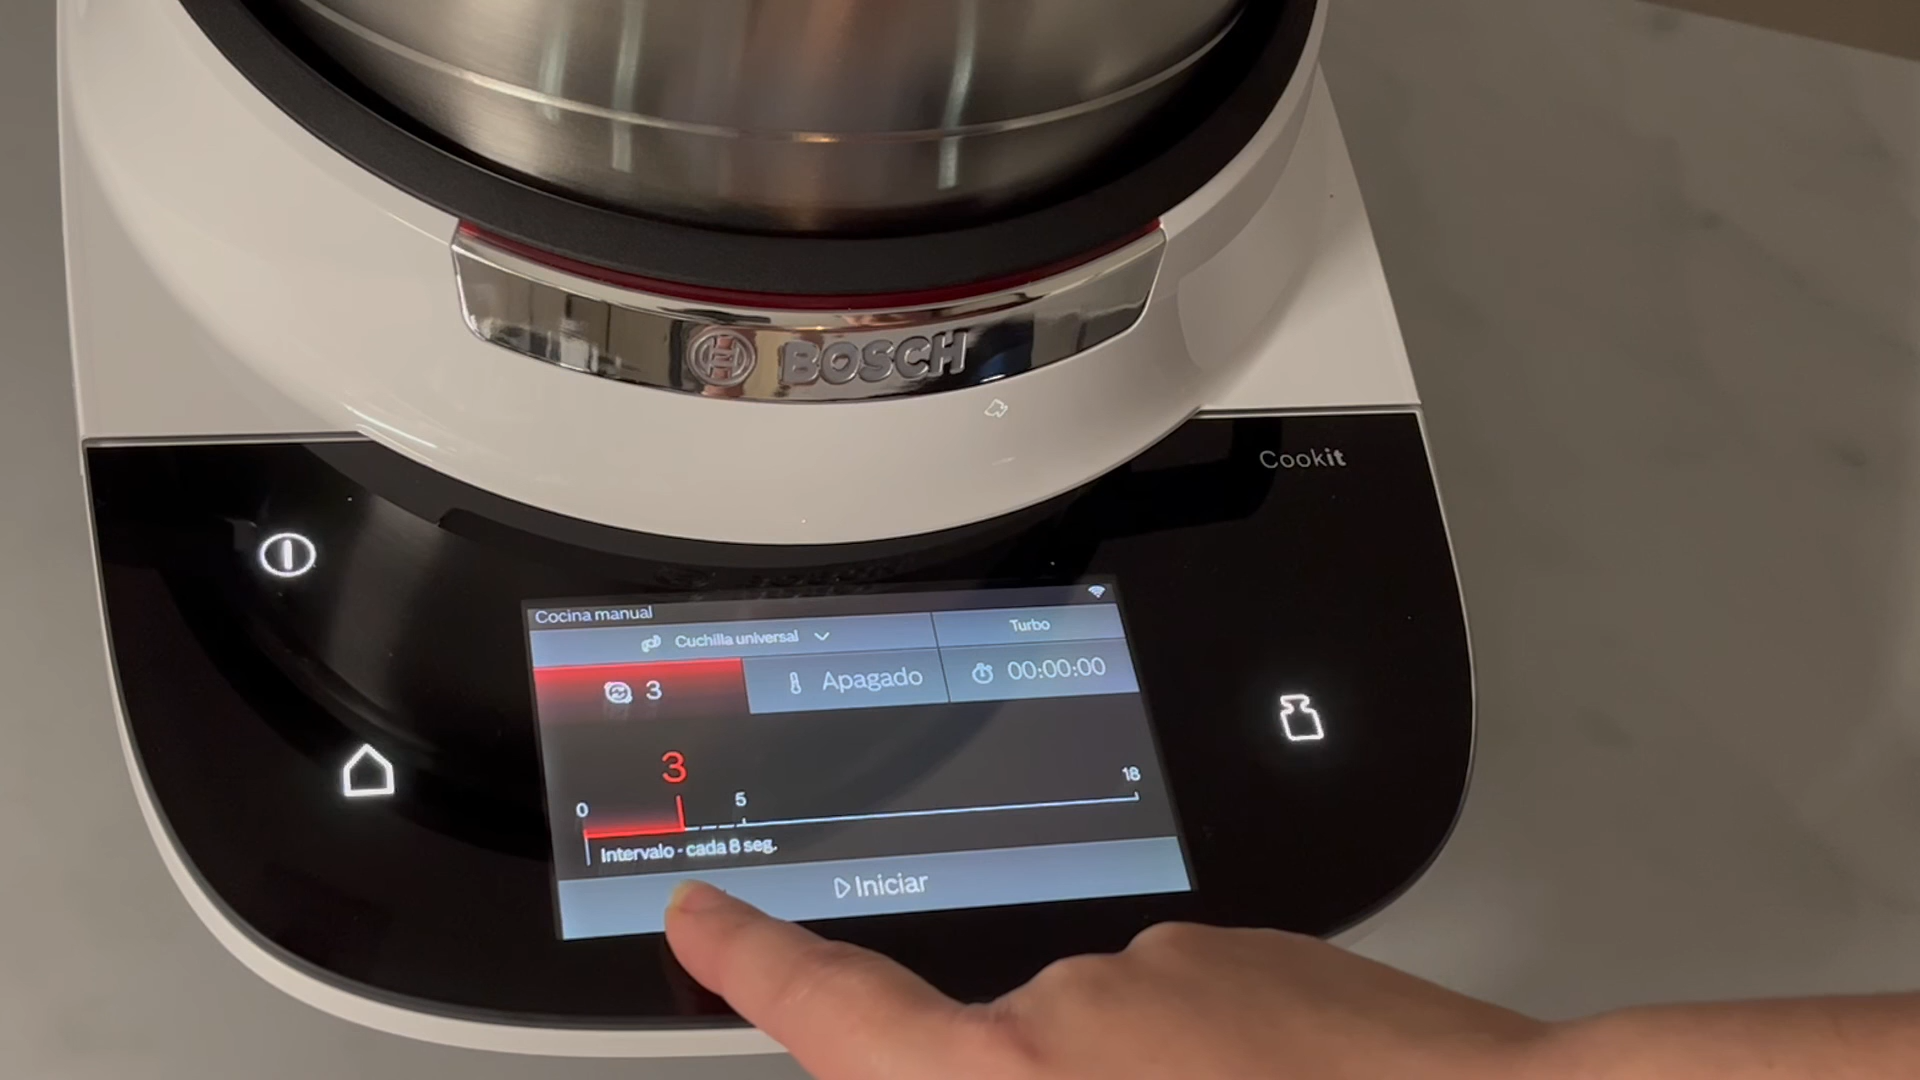 BOSCH
Cookit
Cocina manual
Cuchilla universal
Turbo
3
Apagado
00:00:00
3
0
5
18
Intervalo - cada 8 seg.
Iniciar